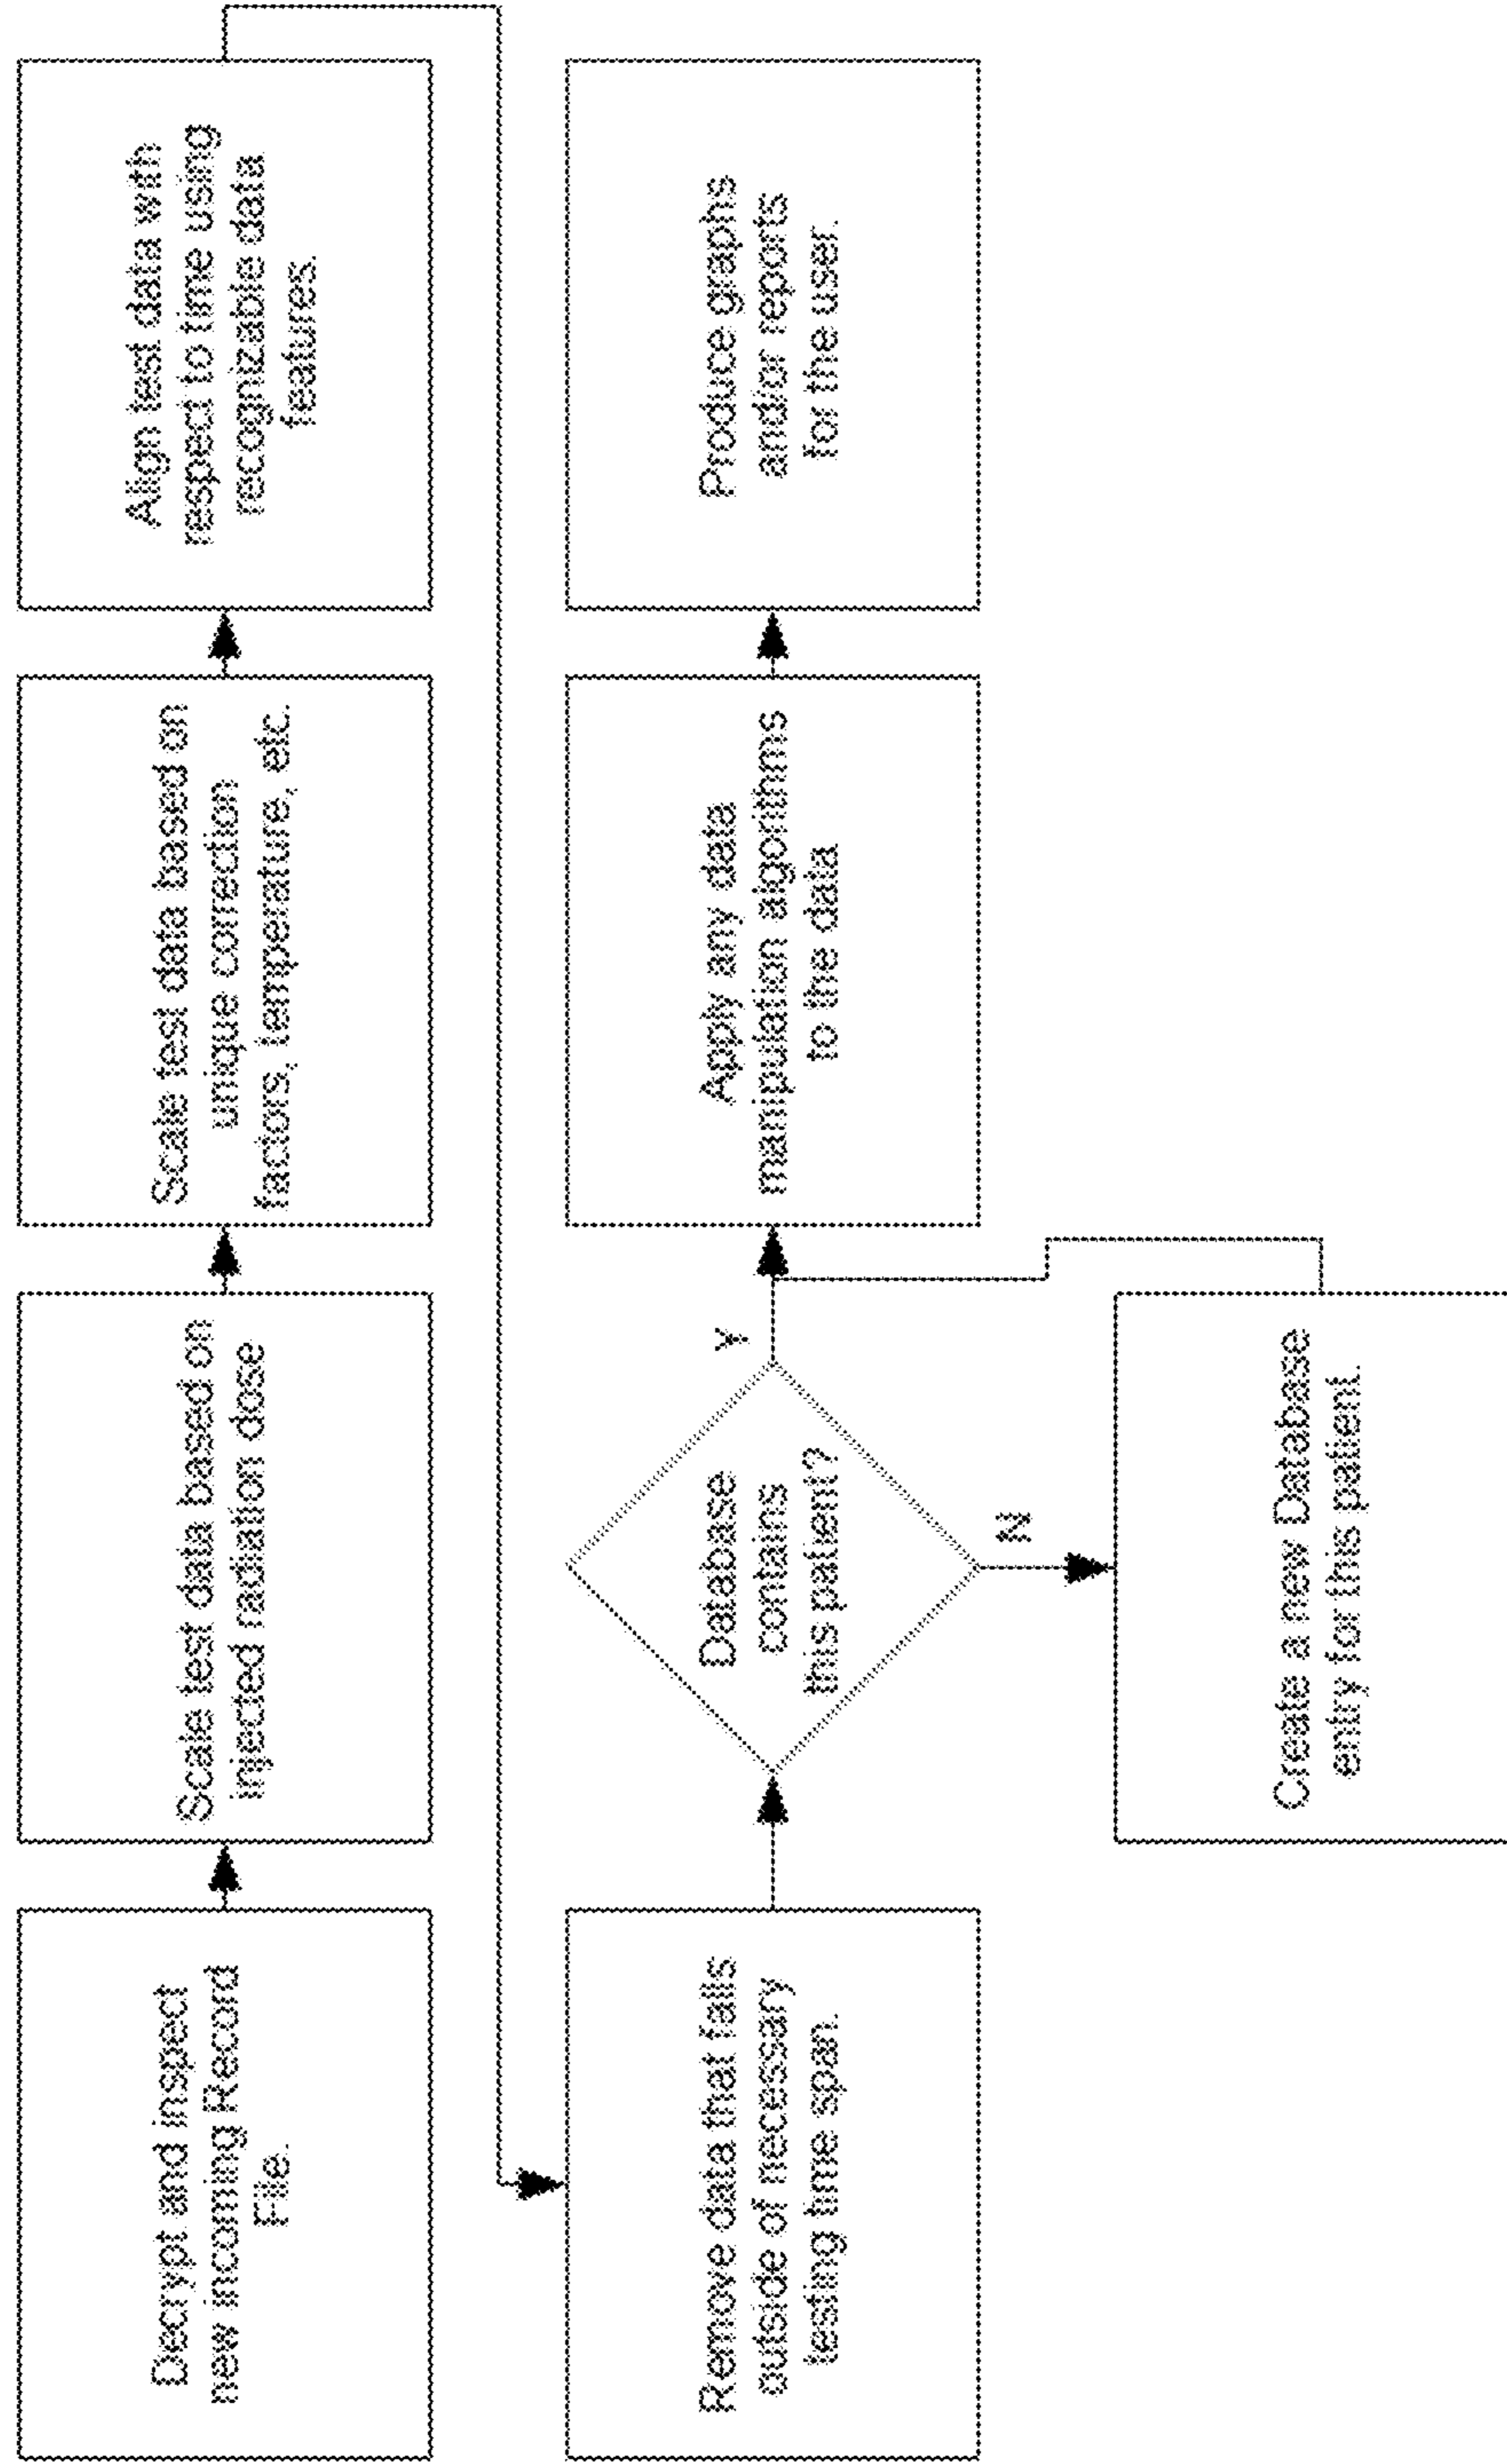 Decrypt and inspect
new incoming Record
File.
Scale test data based on
injected radiation dose
Scale test data based on
unique correction
factors, temperature, etc.
Align test data with
respect to time using
recognizable data
features.
Remove data that falls
outside of necessary
testing time span.
Database
contains
this patient?
Y
N
Apply any data
manipulation algorithms
to the data
Produce graphs
and/or reports
for the user.
Create a new Database
entry for this patient.